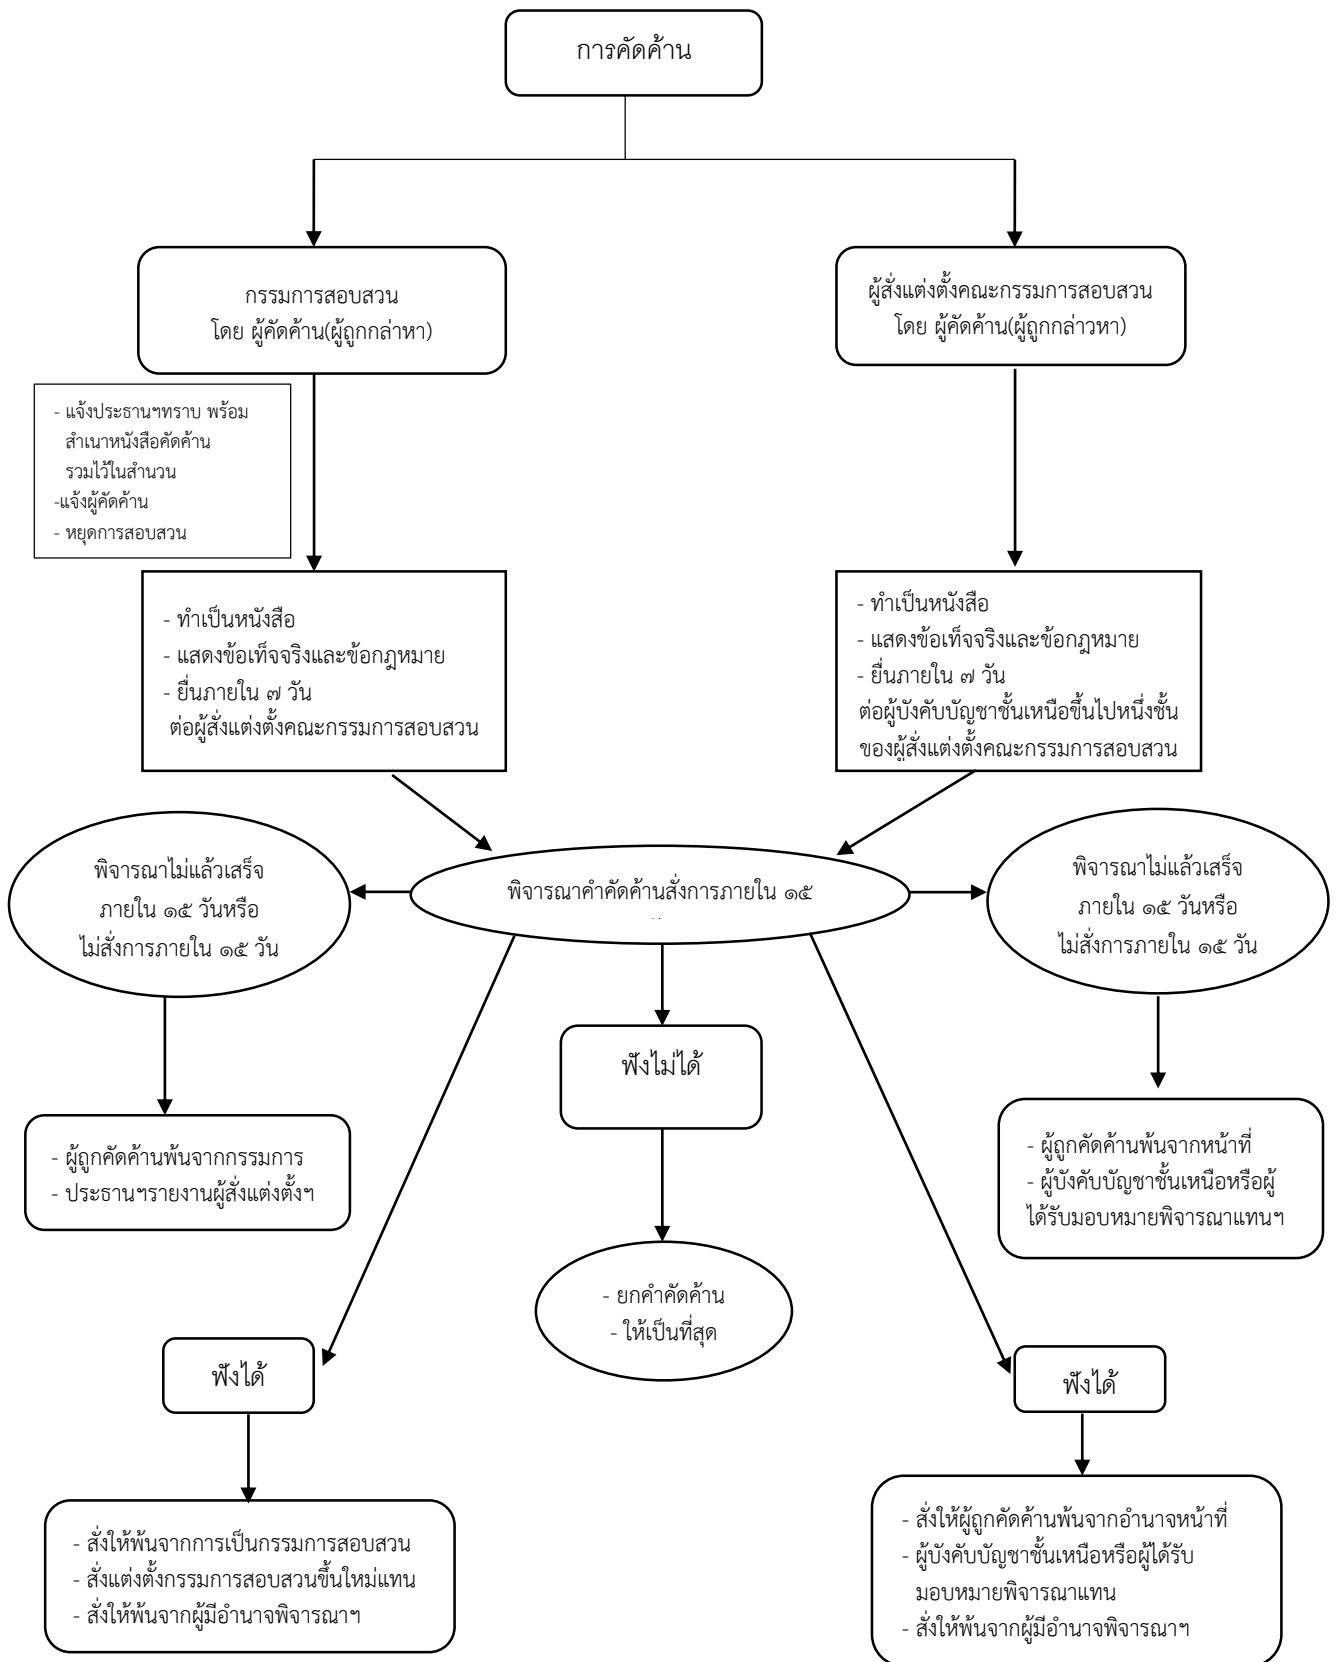 การคัดค้าน
กรรมการสอบสวน
โดย ผู้คัดค้าน(ผู้ถูกกล่าหา)
ผู้สั่งแต่งตั้งคณะกรรมการสอบสวน
โดย ผู้คัดค้าน(ผู้ถูกกล่าวหา)
- แจ้งประธานฯทราบ พร้อม
สำเนาหนังสือคัดค้าน
รวมไว้ในสำนวน
-แจ้งผู้คัดค้าน
- หยุดการสอบสวน
- ทำเป็นหนังสือ
- แสดงข้อเท็จจริงและข้อกฎหมาย
- ยื่นภายใน ๗ วัน
ต่อผู้สั่งแต่งตั้งคณะกรรมการสอบสวน
- ทำเป็นหนังสือ
- แสดงข้อเท็จจริงและข้อกฎหมาย
- ยื่นภายใน ๗ วัน
ต่อผู้บังคับบัญชาชั้นเหนือขึ้นไปหนึ่งชั้น
ของผู้สั่งแต่งตั้งคณะกรรมการสอบสวน
พิจารณาไม่แล้วเสร็จ
ภายใน ๑๕ วันหรือ
ไม่สั่งการภายใน ๑๕ วัน
พิจารณาคำคัดค้านสั่งการภายใน ๑๕
พิจารณาไม่แล้วเสร็จ
ภายใน ๑๕ วันหรือ
ไม่สั่งการภายใน ๑๕ วัน
ฟังไม่ได้
- ผู้ถูกคัดค้านพ้นจากกรรมการ
- ประธานฯรายงานผู้สั่งแต่งตั้งฯ
- ผู้ถูกคัดค้านพ้นจากหน้าที่
- ผู้บังคับบัญชาชั้นเหนือหรือผู้
ได้รับมอบหมายพิจารณาแทนฯ
- ยกคำคัดค้าน
- ให้เป็นที่สุด
ฟังได้
ฟังได้
- สั่งให้พ้นจากการเป็นกรรมการสอบสวน
- สั่งแต่งตั้งกรรมการสอบสวนขึ้นใหม่แทน
- สั่งให้พ้นจากผู้มีอำนาจพิจารณาฯ
- สั่งให้ผู้ถูกคัดค้านพ้นจากอำนาจหน้าที่
- ผู้บังคับบัญชาชั้นเหนือหรือผู้ได้รับ
มอบหมายพิจารณาแทน
- สั่งให้พ้นจากผู้มีอำนาจพิจารณาฯ